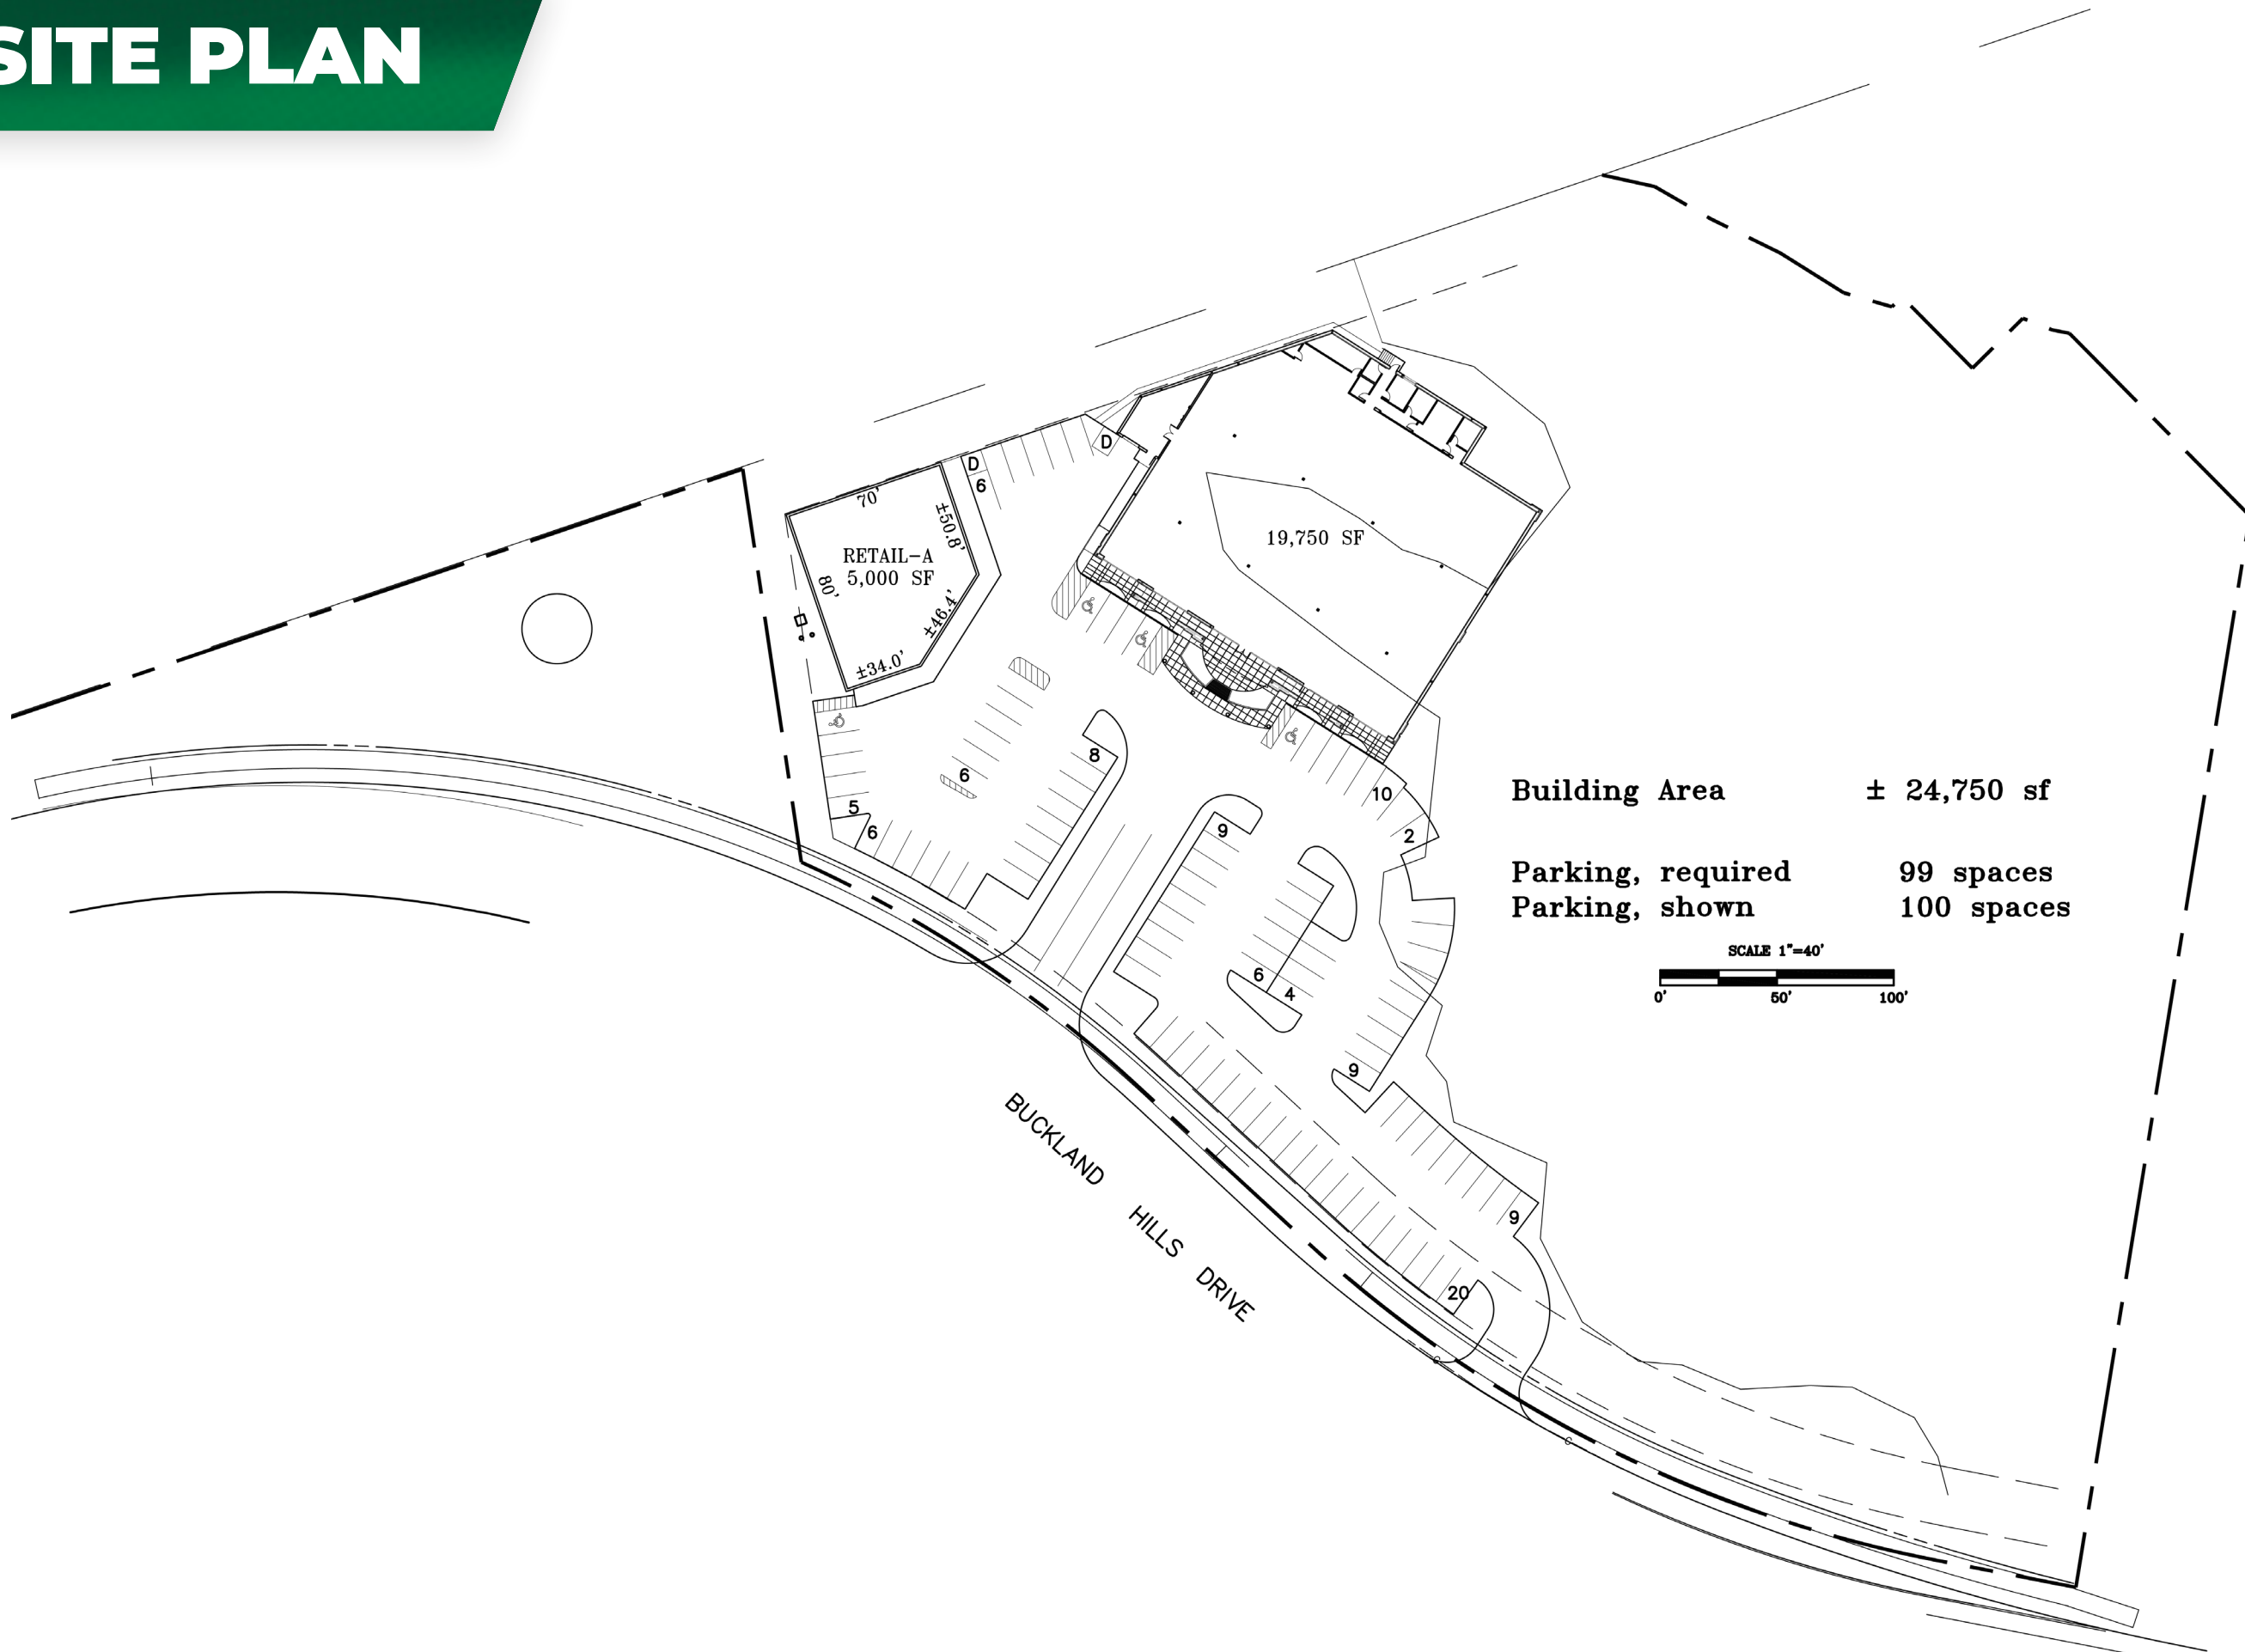 SITE PLAN
D
D
6
70'
±50.8'
RETAIL-A
5,000 SF
80'
±46.4'
±34.0'
19,750 SF
6
8
5
6
10
9
2
6
4
9
9
20
Building Area ± 24,750 sf
Parking, required 99 spaces
Parking, shown 100 spaces
SCALE 1"=40'
0' 50' 100'
BUCKLAND HILLS DRIVE
C
C